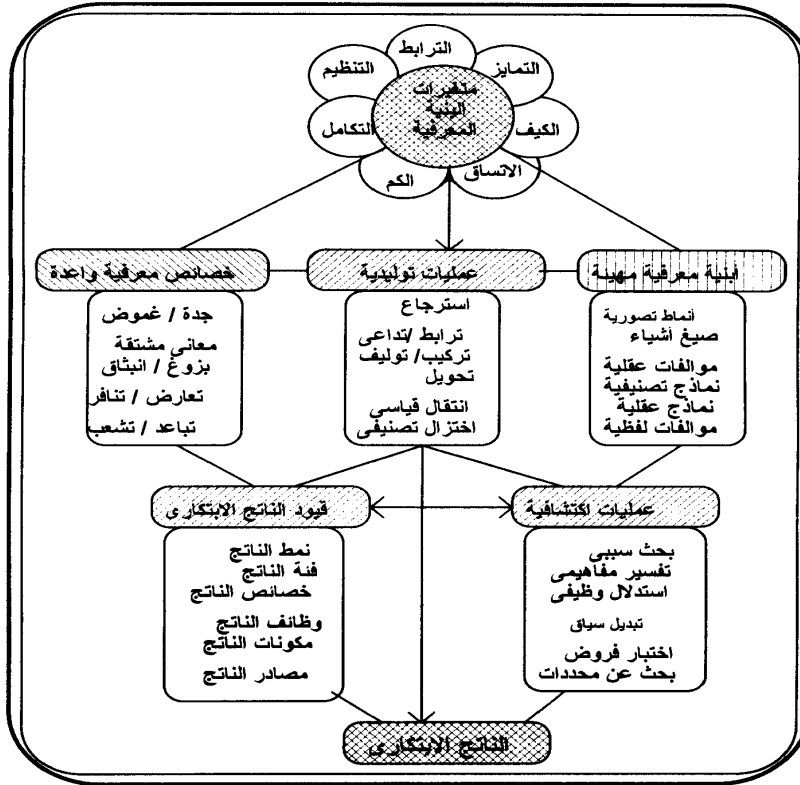 الترابط
التمايز
التنظيم
متغيرات
البنية
المعرفية
الكيف
التكامل
الاتساق
الكم
أبنية معرفية مهيئة
عمليات توليدية
خصائص معرفية واعدة
أنماط تصورية
صيغ أشياء
موالفات عقلية
نماذج تصنيفية
نماذج عقلية
موالفات لفظية
استرجاع
ترابط /تداعى
تركيب/ توليف
تحويل
انتقال قياسى
اختزال تصنيفى
جدة / غموض
معانى مشتقة
بزوغ / انبثاق
تعارض / تنافر
تباعد / تشعب
عمليات اكتشافية
قيود الناتج الابتكارى
بحث سببى
تفسير مفاهيمى
استدلال وظيفى
تبديل سياق
اختبار فروض
بحث عن محددات
نمط الناتج
فئة الناتج
خصائص الناتج
وظائف الناتج
مكونات الناتج
مصادر الناتج
الناتج الابتكارى